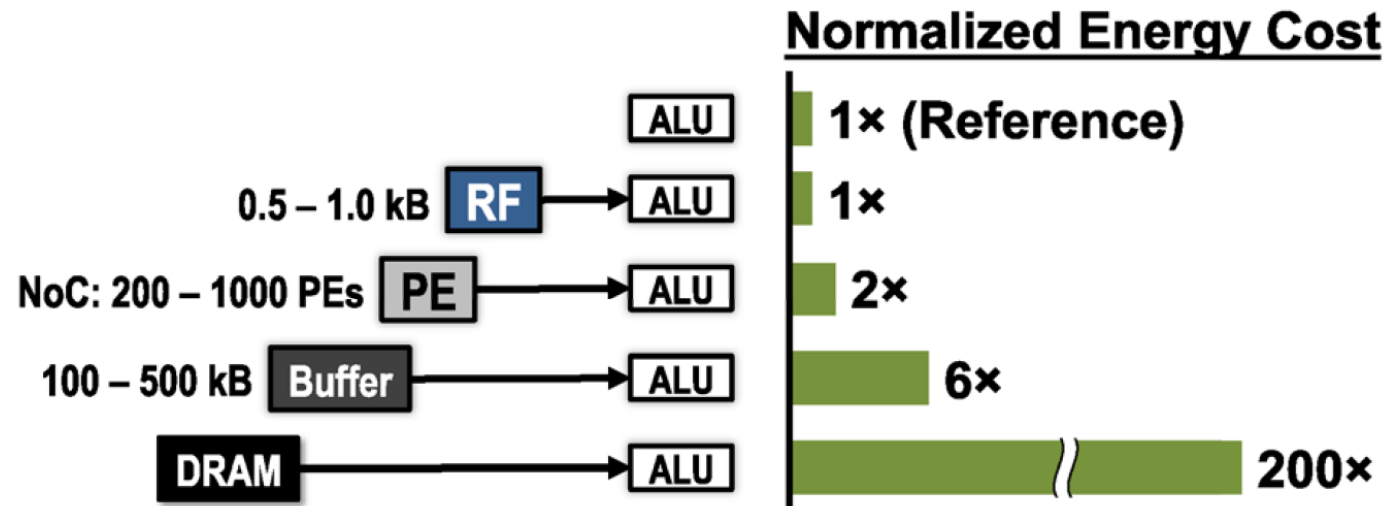 Normalized Energy Cost
ALU 1× (Reference)
0.5 – 1.0 kB RF ALU 1×
NoC: 200 – 1000 PEs PE ALU 2×
100 – 500 kB Buffer ALU 6×
DRAM ALU 200×